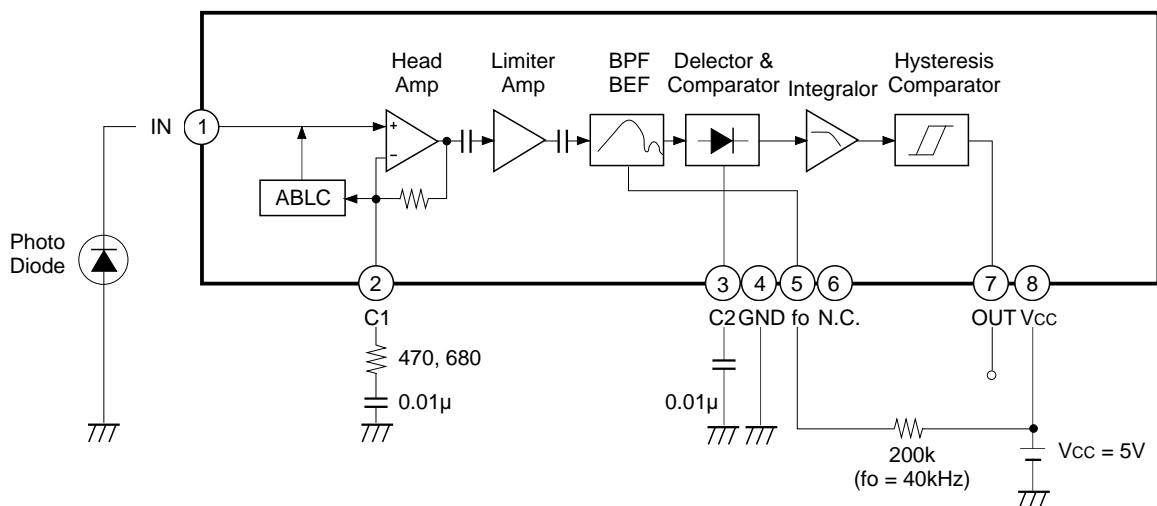 Head
Amp
Limiter
Amp
BPF
BEF
Delector &
Comparator
Integralor
Hysteresis
Comparator
IN
1
+
−
ABLC
Photo
Diode
2
3
4
5
6
7
8
C1
C2
GND
fo
N.C.
OUT
VCC
470, 680
0.01µ
0.01µ
200k
(fo = 40kHz)
VCC = 5V